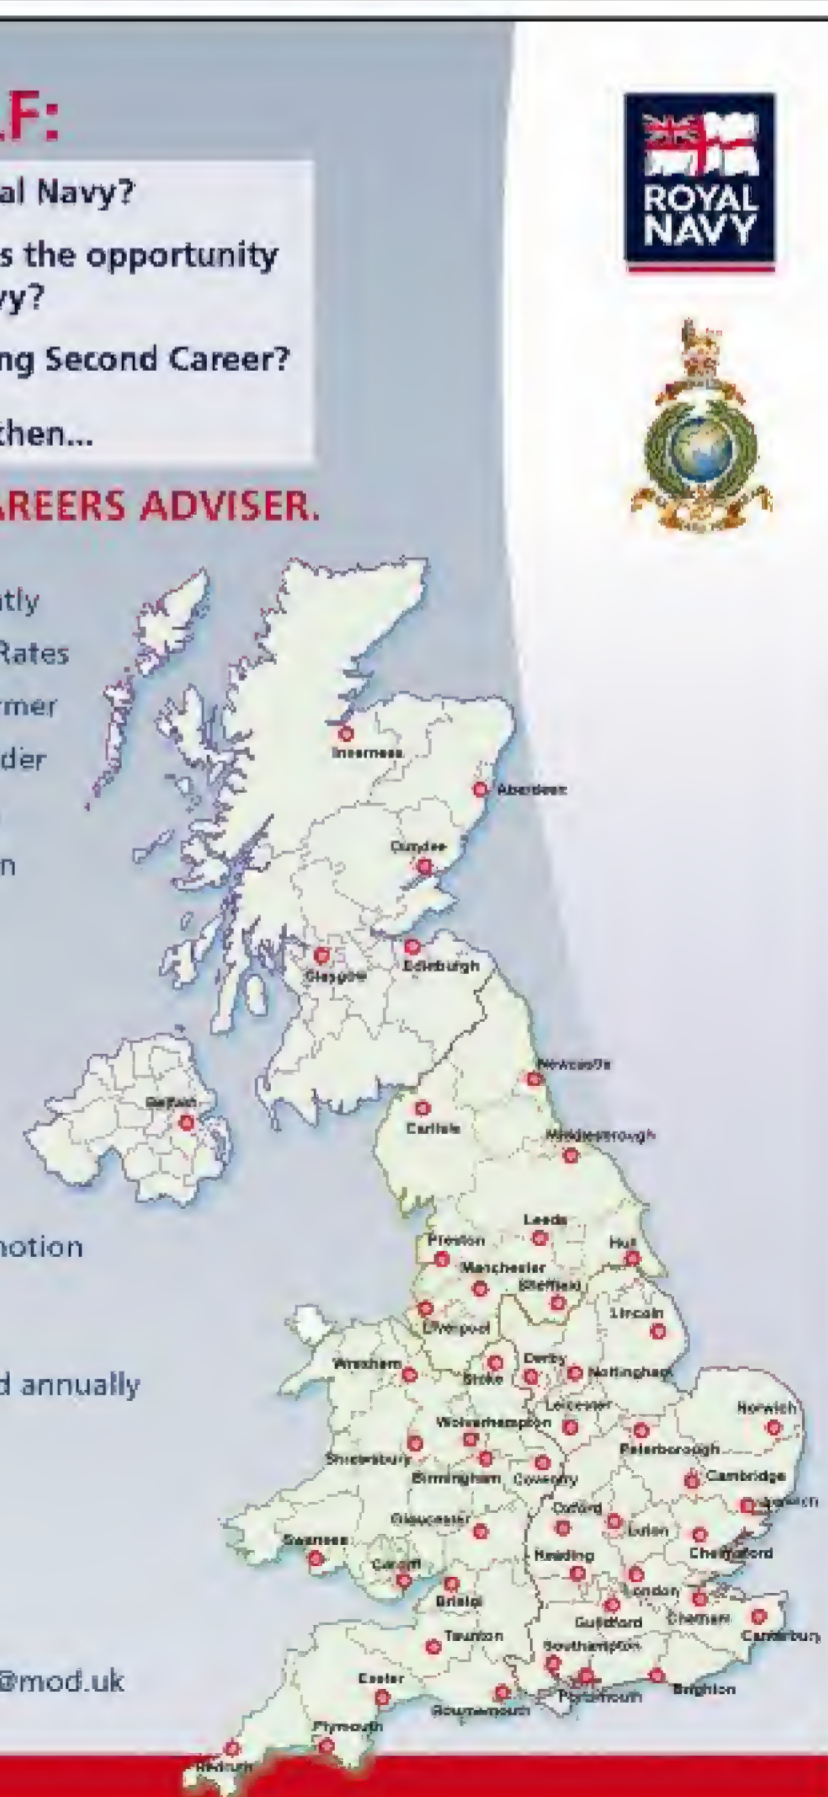 .F:
al Navy?
s the opportunity
vy?
ng Second Career?
then...
AREERS ADVISER.
ROYAL
NAVY
ntly
Rates
rmer
der
n
notion
d annually
@mod.uk
Inverness
Aberdeen
Dundee
Glasgow
Edinburgh
Newcastle
Belfast
Carlisle
Middlesbrough
Leeds
Preston
Hull
Manchester
Sheffield
Liverpool
Lincoln
Wrexham
Stoke
Derby
Nottingham
Leicester
Norwich
Wolverhampton
Peterborough
Shrewsbury
Birmingham
Coventry
Cambridge
Ipswich
Gloucester
Oxford
Luton
Chelmsford
Swansea
Cardiff
Reading
London
Bristol
Guildford
Chatham
Canterbury
Taunton
Southampton
Exeter
Portsmouth
Brighton
Bournemouth
Plymouth
Redruth